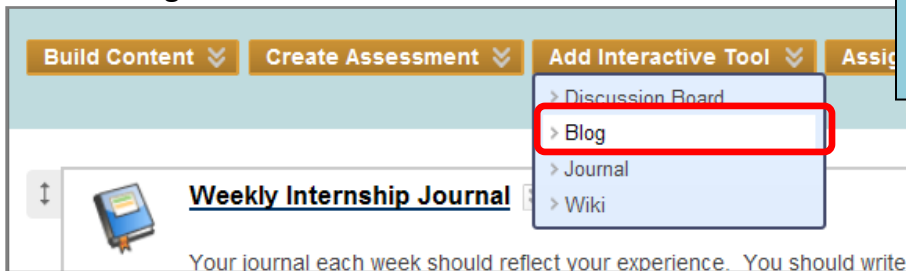 Build Content Create Assessment Add Interactive Tool
> Discussion Board
> Blog
> Journal
> Wiki
Weekly Internship Journal
Your journal each week should reflect your experience. You should write